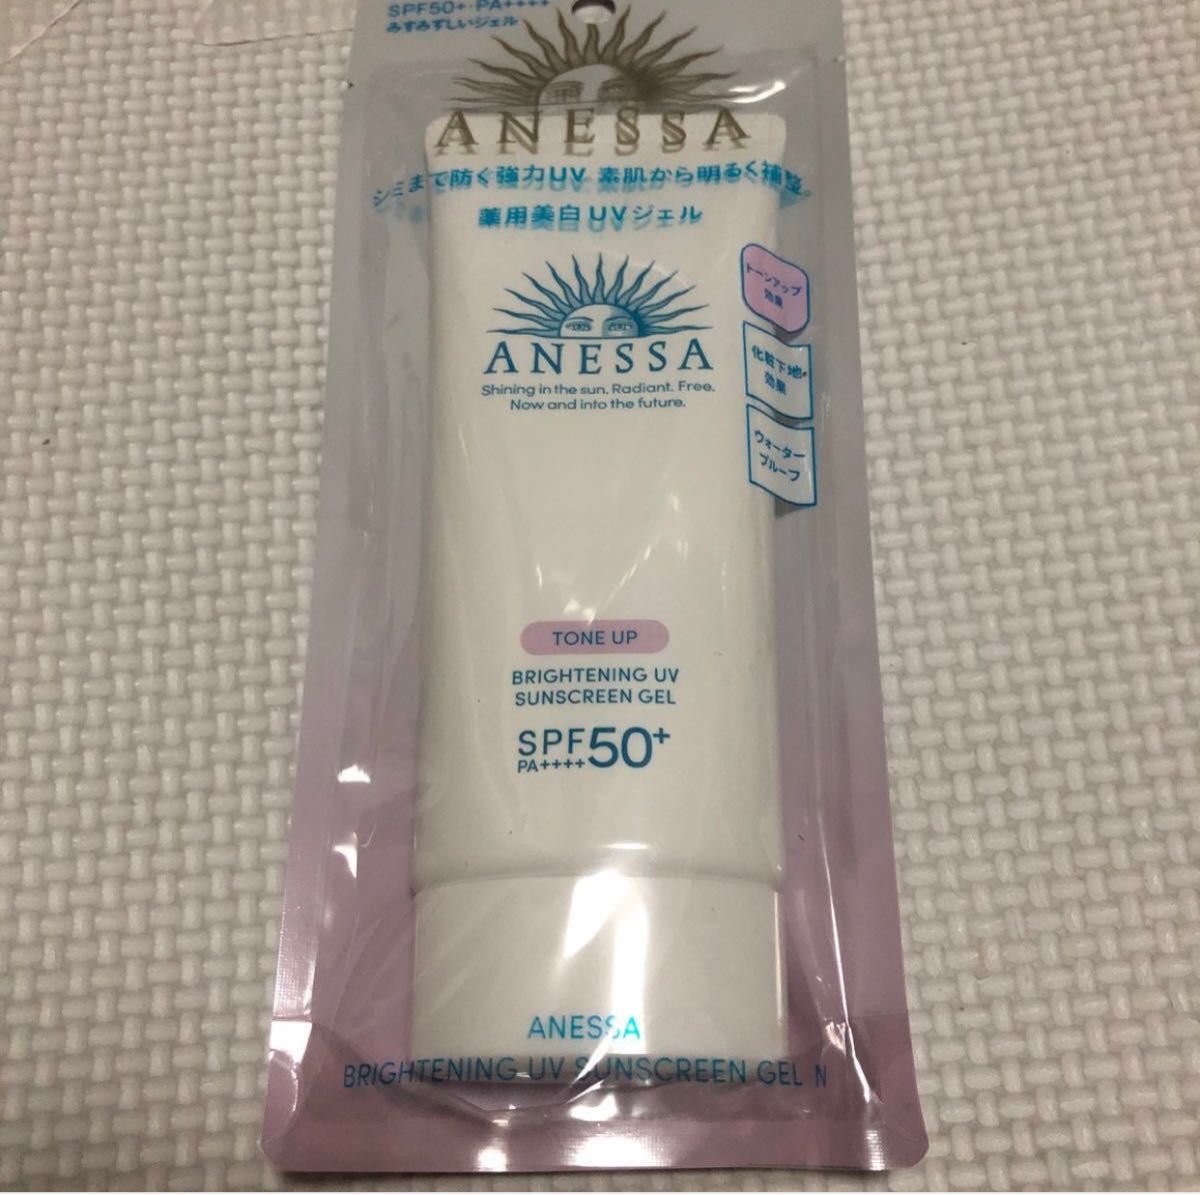 SPF50+・PA++++
みずみずしいジェル
ANESSA
シミまで防ぐ強力UV 素肌から明るく補整。
薬用美白UVジェル
トーンアップ
効果
化粧下地
効果
ウォーター
プルーフ
ANESSA
Shining in the sun. Radiant. Free.
Now and into the future.
TONE UP
BRIGHTENING UV
SUNSCREEN GEL
SPF50+
PA++++
ANESSA
BRIGHTENING UV SUNSCREEN GEL N